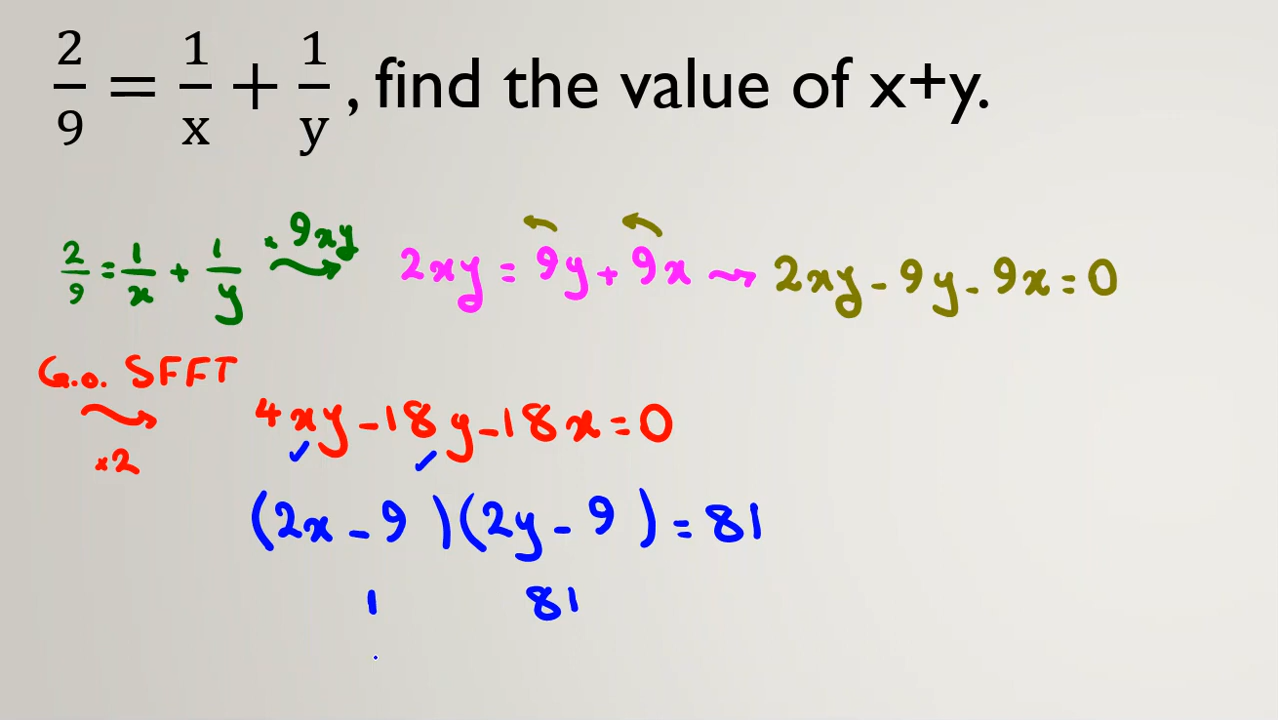 2/9 = 1/x + 1/y, find the value of x+y.
2/9 = 1/x + 1/y × 9xy → 2xy = 9y + 9x → 2xy - 9y - 9x = 0
G.o. SFFT
→ ×2 4xy - 18y - 18x = 0
✓ ✓
(2x - 9)(2y - 9) = 81
1 81